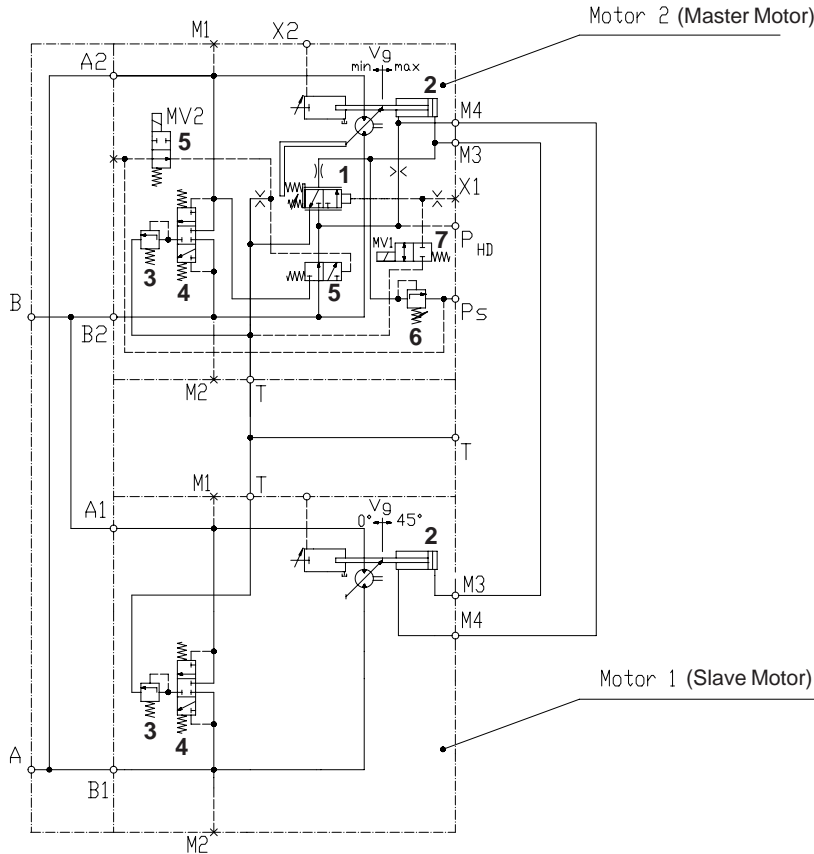 Motor 2 (Master Motor)
M1
X2
A2
Vg
min
max
2
MV2
5
M4
M3
1
X1
MV1
7
P HD
3
4
5
6
Ps
B
B2
M2
T
T
M1
T
A1
Vg
0°
45°
2
M3
M4
Motor 1 (Slave Motor)
3
4
A
B1
M2